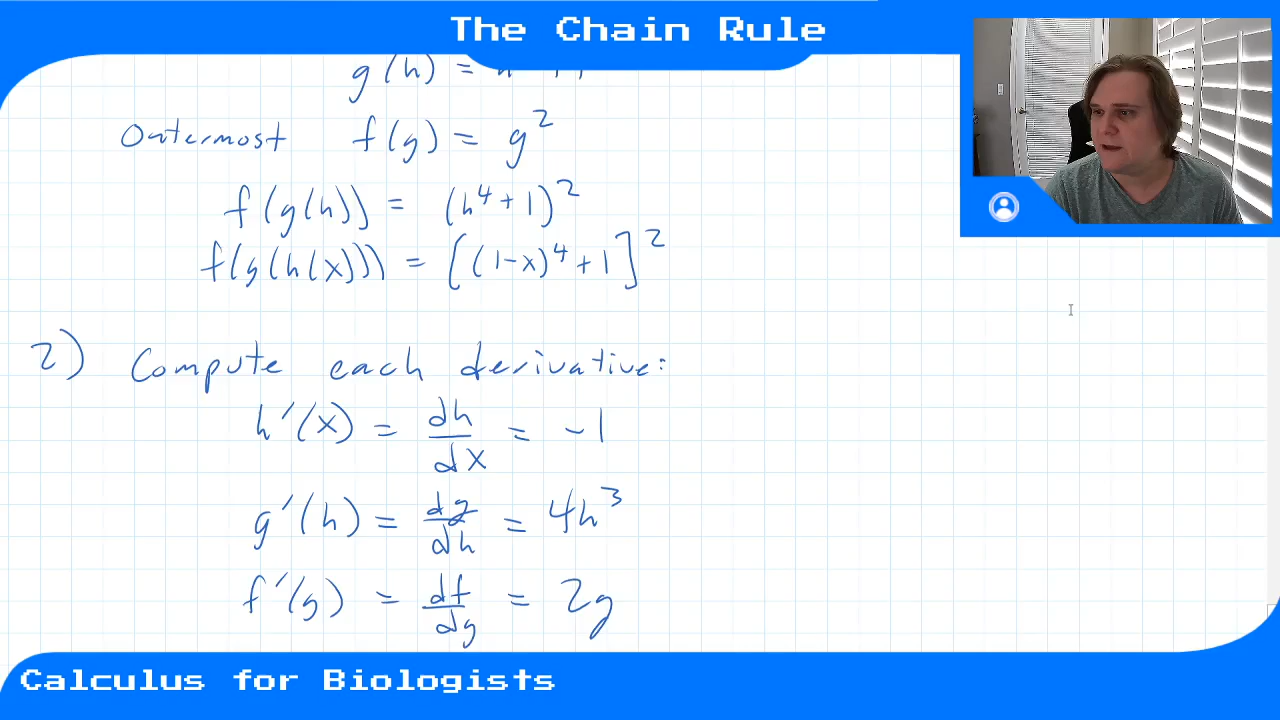 The Chain Rule
g(h) =
Outermost f(g) = g²
f(g(h)) = (h⁴+1)²
f(g(h(x))) = [(1-x)⁴+1]²
2) Compute each derivative:
h'(x) = dh/dx = -1
g'(h) = dg/dh = 4h³
f'(g) = df/dg = 2g
Calculus for Biologists